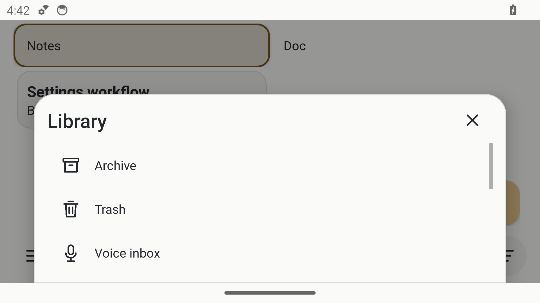 4:42
Notes
Doc
Settings workflow
B
Library
Archive
Trash
Voice inbox